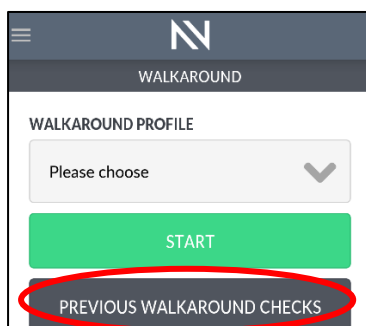 WALKAROUND
WALKAROUND PROFILE
Please choose
START
PREVIOUS WALKAROUND CHECKS